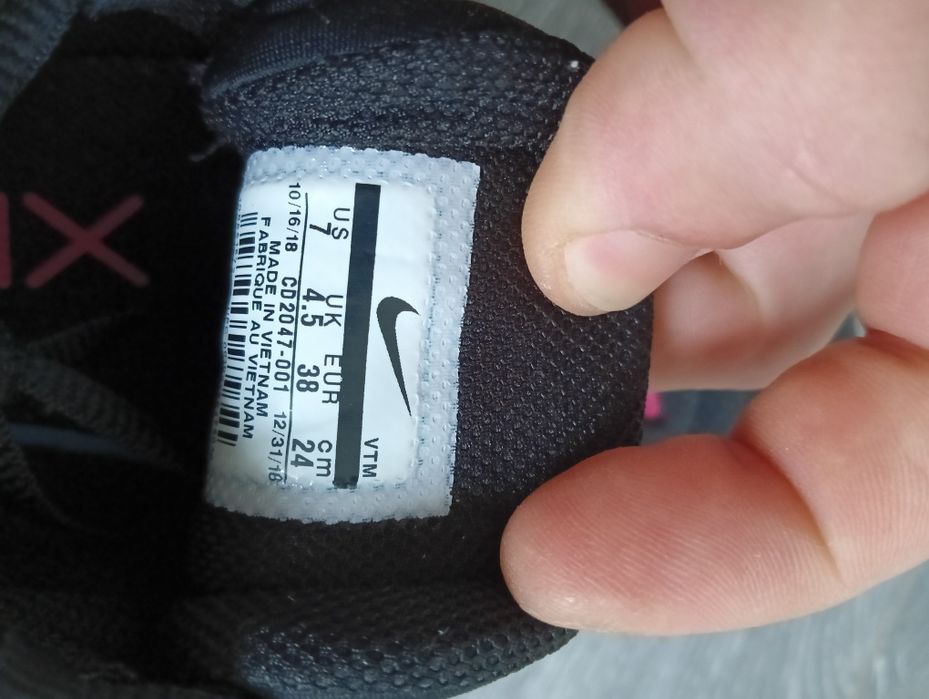 VTM
US UK EUR cm
7 4.5 38 24
10/16/18 CD2047-001 12/31/18
MADE IN VIETNAM
FABRIQUE AU VIETNAM
X